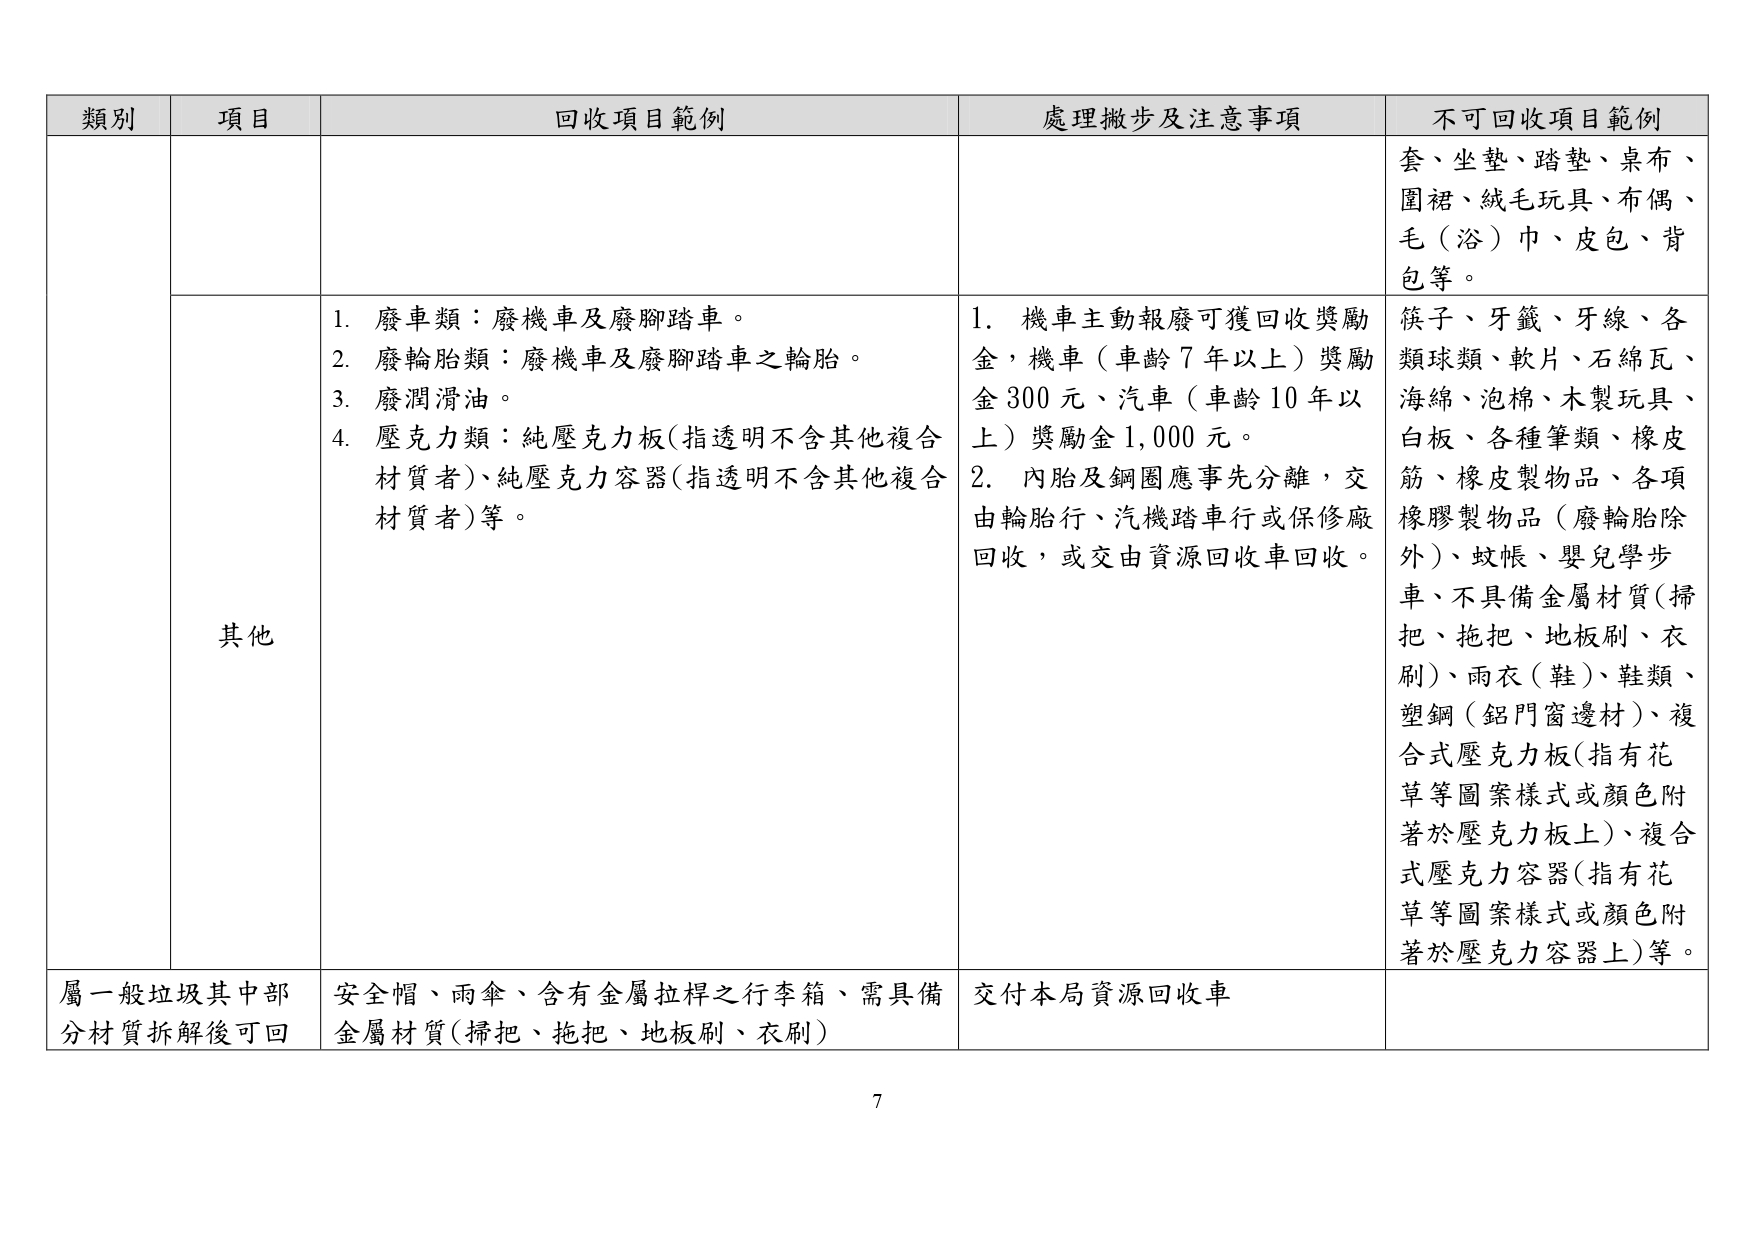 類別 項目 回收項目範例 處理撇步及注意事項 不可回收項目範例
套、坐墊、踏墊、桌布、
圍裙、絨毛玩具、布偶、
毛（浴）巾、皮包、背
包等。
其他
1. 廢車類：廢機車及廢腳踏車。
2. 廢輪胎類：廢機車及廢腳踏車之輪胎。
3. 廢潤滑油。
4. 壓克力類：純壓克力板(指透明不含其他複合
材質者)、純壓克力容器(指透明不含其他複合
材質者)等。
1. 機車主動報廢可獲回收獎勵
金，機車（車齡 7 年以上）獎勵
金 300 元、汽車（車齡 10 年以
上）獎勵金 1,000 元。
2. 內胎及鋼圈應事先分離，交
由輪胎行、汽機踏車行或保修廠
回收，或交由資源回收車回收。
筷子、牙籤、牙線、各
類球類、軟片、石綿瓦、
海綿、泡棉、木製玩具、
白板、各種筆類、橡皮
筋、橡皮製物品、各項
橡膠製物品（廢輪胎除
外）、蚊帳、嬰兒學步
車、不具備金屬材質(掃
把、拖把、地板刷、衣
刷)、雨衣（鞋）、鞋類、
塑鋼（鋁門窗邊材）、複
合式壓克力板(指有花
草等圖案樣式或顏色附
著於壓克力板上)、複合
式壓克力容器(指有花
草等圖案樣式或顏色附
著於壓克力容器上)等。
屬一般垃圾其中部
分材質拆解後可回
安全帽、雨傘、含有金屬拉桿之行李箱、需具備
金屬材質(掃把、拖把、地板刷、衣刷)
交付本局資源回收車
7